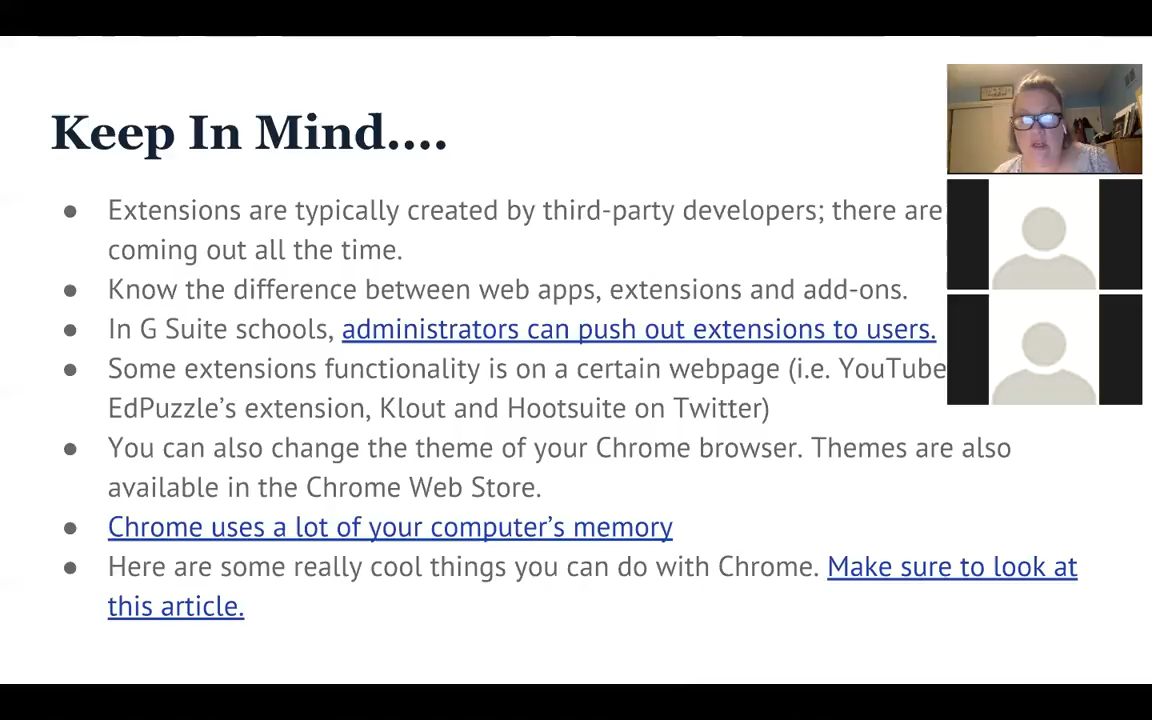 Keep In Mind....
● Extensions are typically created by third-party developers; there are
coming out all the time.
● Know the difference between web apps, extensions and add-ons.
● In G Suite schools, administrators can push out extensions to users.
● Some extensions functionality is on a certain webpage (i.e. YouTube
EdPuzzle’s extension, Klout and Hootsuite on Twitter)
● You can also change the theme of your Chrome browser. Themes are also
available in the Chrome Web Store.
● Chrome uses a lot of your computer’s memory
● Here are some really cool things you can do with Chrome. Make sure to look at
this article.